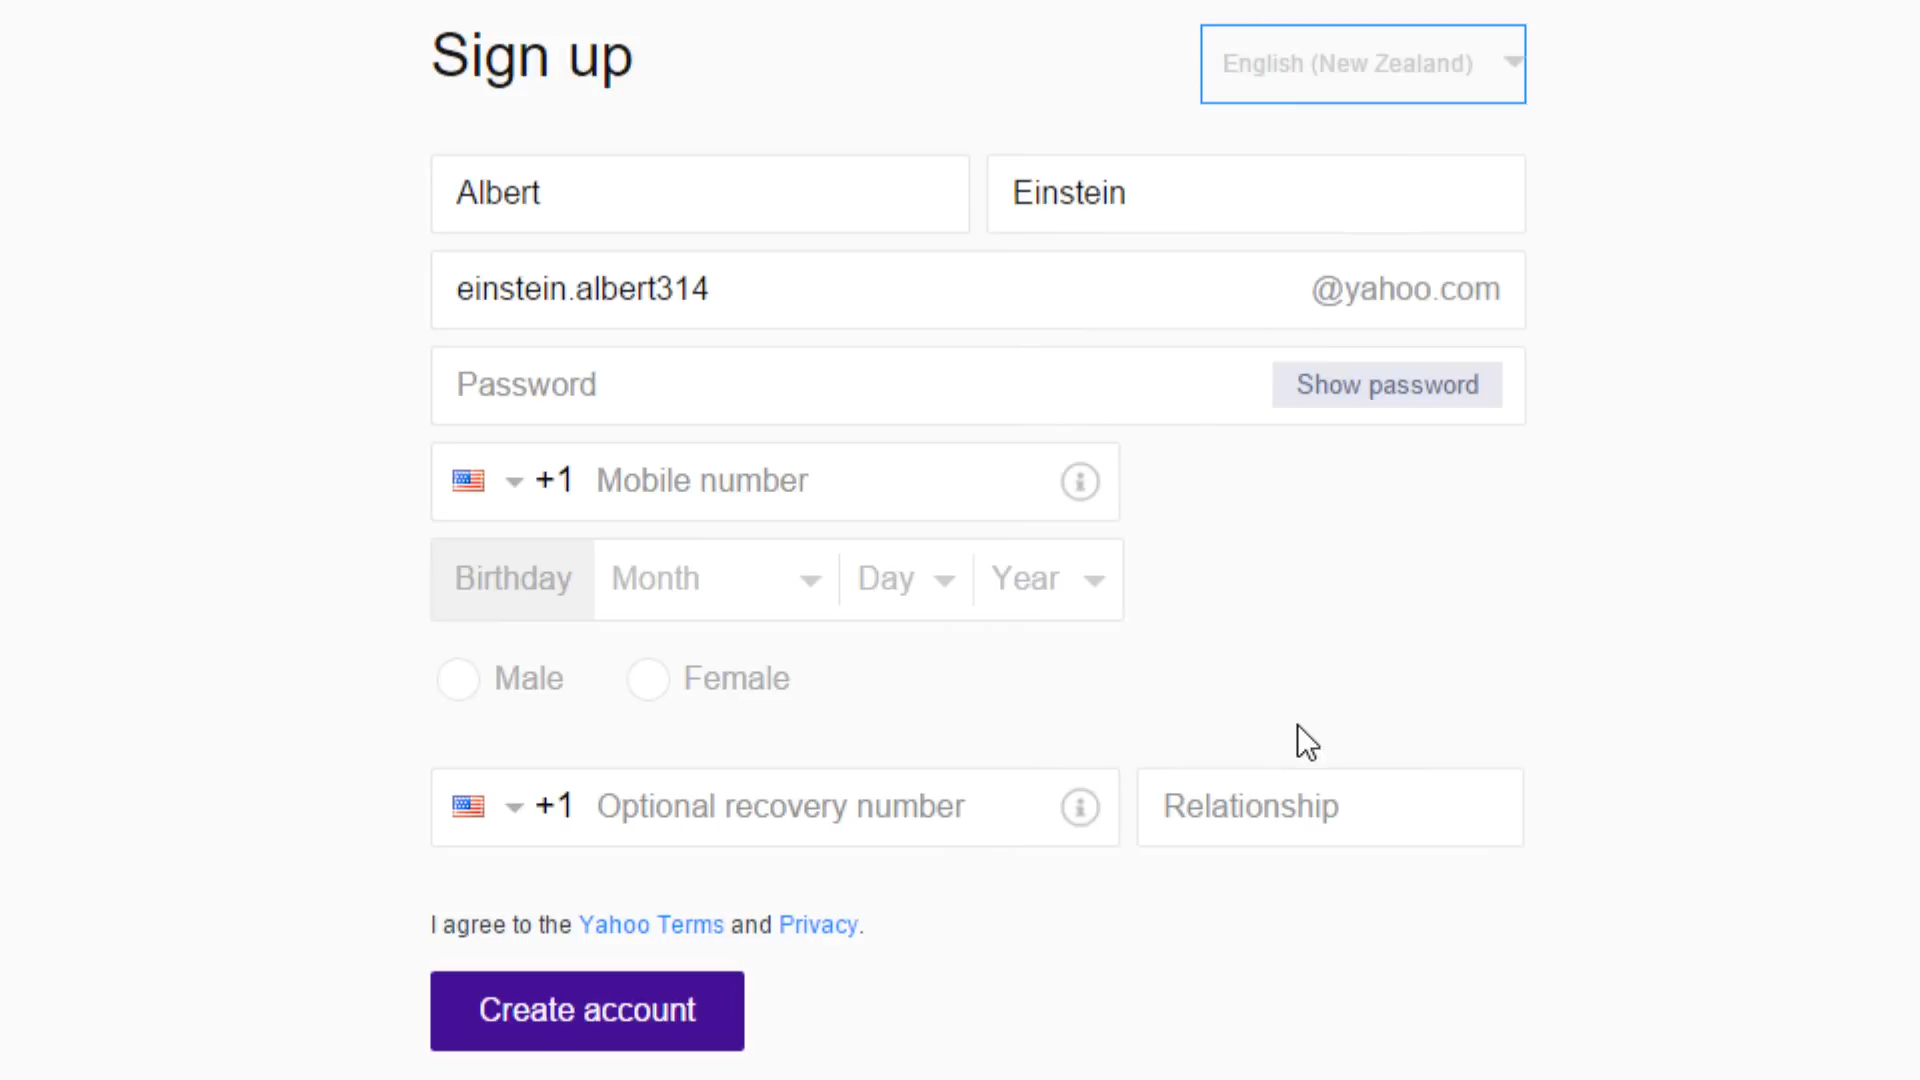 Sign up
English (New Zealand)
Albert
Einstein
einstein.albert314
@yahoo.com
Password
Show password
+1 Mobile number
Birthday Month Day Year
Male Female
+1 Optional recovery number
Relationship
I agree to the Yahoo Terms and Privacy.
Create account